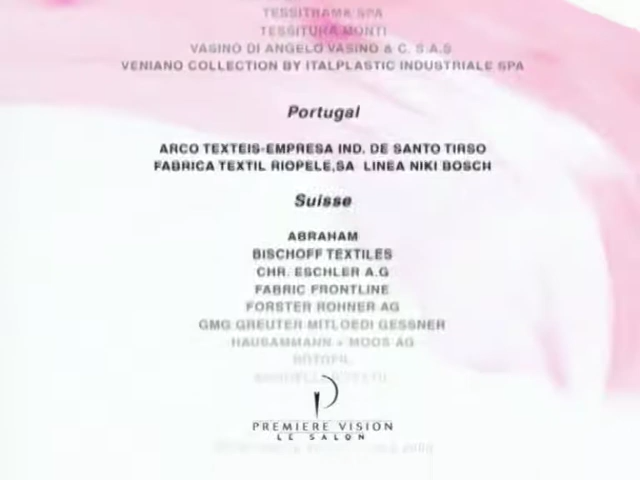 TESSITRAMA SPA
TESSITURA MONTI
VASINO DI ANGELO VASINO & C. S.A.S
VENIANO COLLECTION BY ITALPLASTIC INDUSTRIALE SPA
Portugal
ARCO TEXTEIS-EMPRESA IND. DE SANTO TIRSO
FABRICA TEXTIL RIOPELE,SA LINEA NIKI BOSCH
Suisse
ABRAHAM
BISCHOFF TEXTILES
CHR. ESCHLER A.G
FABRIC FRONTLINE
FORSTER ROHNER AG
GMG GREUTER MITLOEDI GESSNER
HAUSAMMANN + MOOS AG
ROTOFIL
PREMIERE VISION
LE SALON